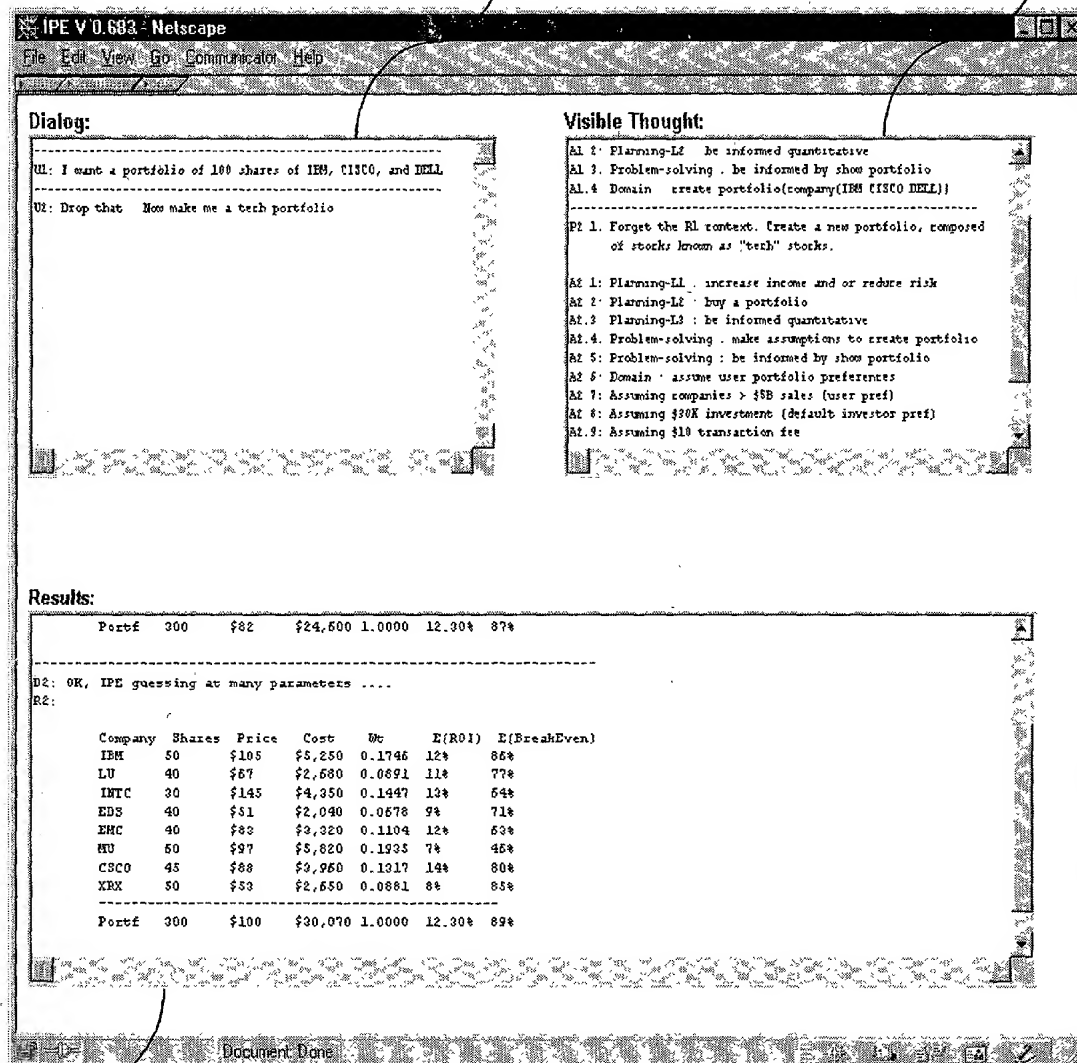 IPE V 0.683 - Netscape
File Edit View Go Communicator Help
Dialog:
U1: I want a portfolio of 100 shares of IBM, CISCO, and DELL
U2: Drop that Now make me a tech portfolio
Visible Thought:
A1 2: Planning-L2 be informed quantitative
A1 3. Problem-solving . be informed by show portfolio
A1.4 Domain create portfolio(company(IBM CISCO DELL))
P2 1. Forget the R1 context. Create a new portfolio, composed
of stocks known as "tech" stocks.
A2 1: Planning-L1 . increase income and or reduce risk
A2 2: Planning-L2 : buy a portfolio
A2.3 Planning-L3 : be informed quantitative
A2.4. Problem-solving . make assumptions to create portfolio
A2 5: Problem-solving : be informed by show portfolio
A2 6: Domain : assume user portfolio preferences
A2 7: Assuming companies > $5B sales (user pref)
A2 8: Assuming $30K investment (default investor pref)
A2.9: Assuming $10 transaction fee
Results:
Portf 300 $82 $24,600 1.0000 12.30% 87%
D2: OK, IPE guessing at many parameters ....
R2:
Company Shares Price Cost Wt E(ROI) E(BreakEven)
IBM 50 $105 $5,250 0.1746 12% 86%
LU 40 $67 $2,680 0.0891 11% 77%
INTC 30 $145 $4,350 0.1447 13% 64%
EDS 40 $51 $2,040 0.0678 9% 71%
EMC 40 $83 $3,320 0.1104 12% 63%
MU 60 $97 $5,820 0.1935 7% 46%
CSCO 45 $88 $3,960 0.1317 14% 80%
XRX 50 $53 $2,650 0.0881 8% 85%
Portf 300 $100 $30,070 1.0000 12.30% 89%
Document: Done